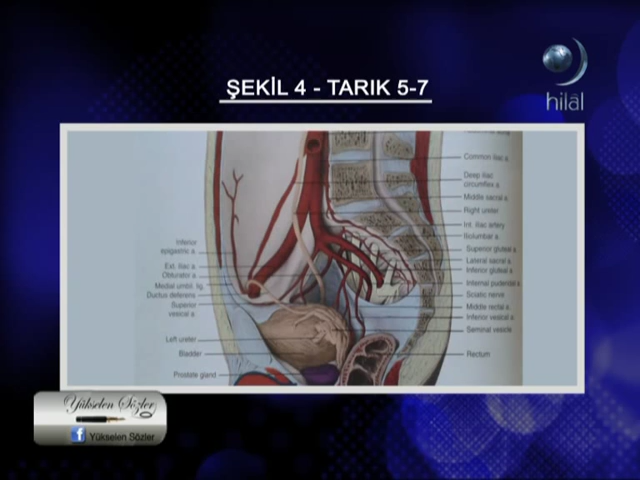 ŞEKİL 4 - TARIK 5-7
hilâl
Common iliac a.
Deep iliac
circumflex a.
Middle sacral a.
Right ureter
Int. iliac artery
Iliolumbar a.
Superior gluteal a.
Lateral sacral a.
Inferior gluteal a.
Internal pudendal a.
Sciatic nerve
Middle rectal a.
Inferior vesical a.
Seminal vesicle
Rectum
Inferior
epigastric a.
Ext. iliac a.
Obturator a.
Medial umbil. lig.
Ductus deferens
Superior
vesical a.
Left ureter
Bladder
Prostate gland
Yükselen Sözler
f Yükselen Sözler